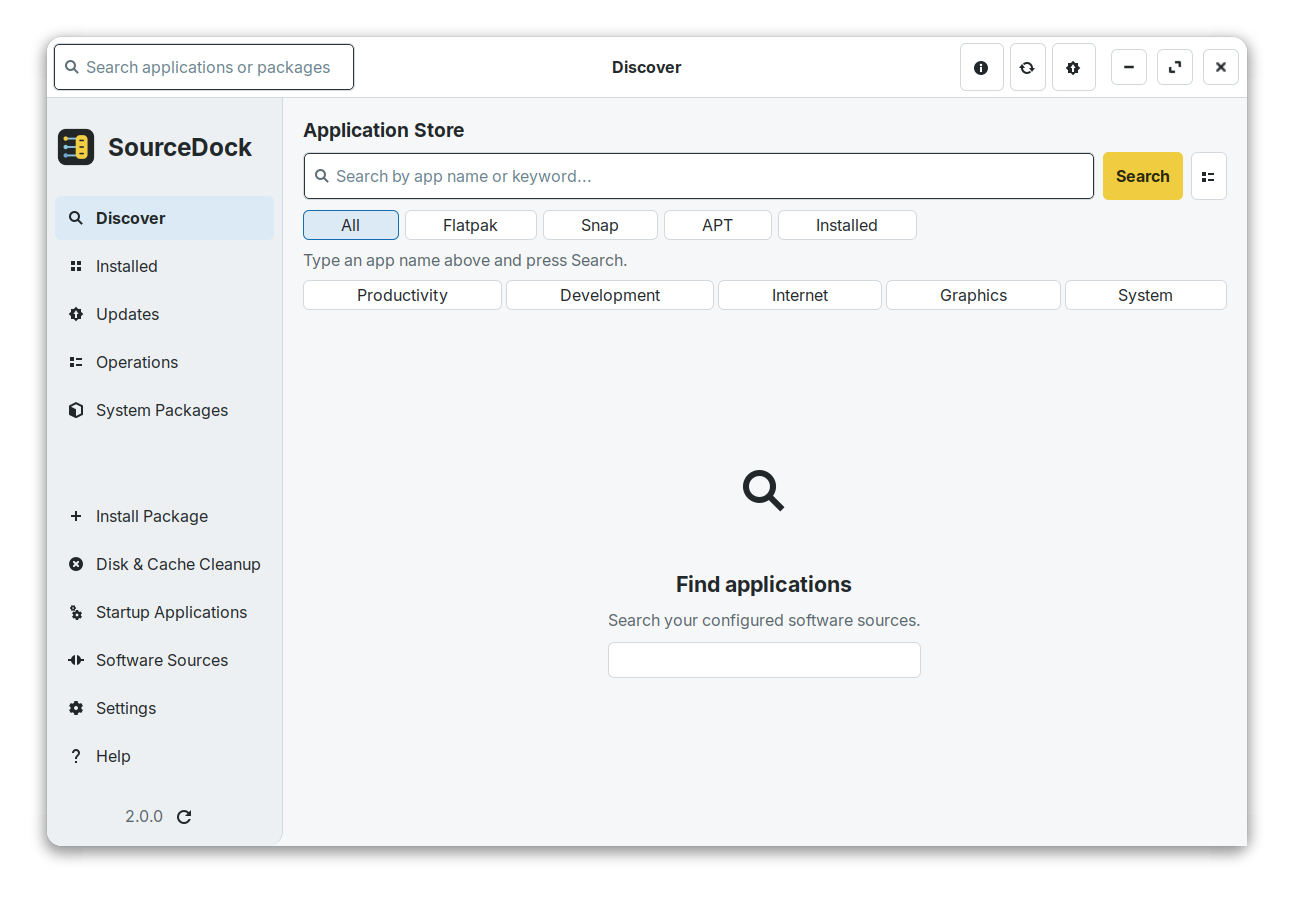 Search applications or packages
Discover
SourceDock
Discover
Installed
Updates
Operations
System Packages
Install Package
Disk & Cache Cleanup
Startup Applications
Software Sources
Settings
Help
2.0.0
Application Store
Search by app name or keyword...
Search
All Flatpak Snap APT Installed
Type an app name above and press Search.
Productivity Development Internet Graphics System
Find applications
Search your configured software sources.